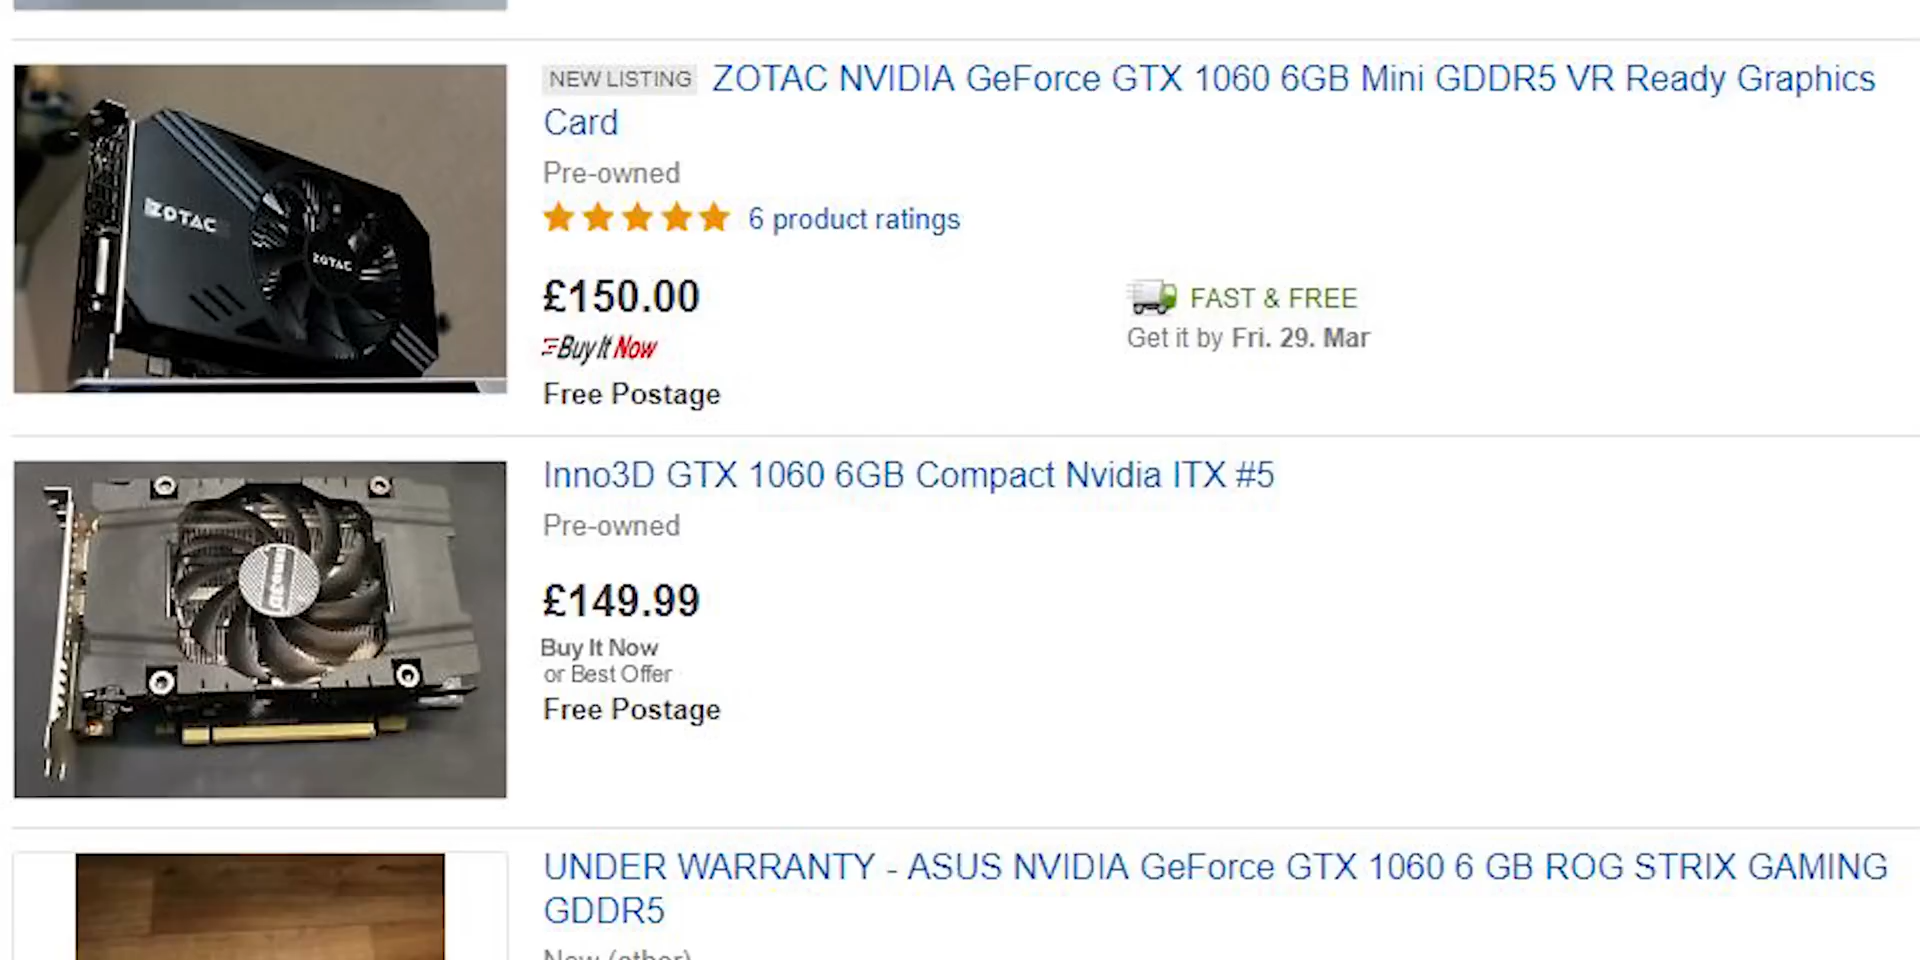 NEW LISTING ZOTAC NVIDIA GeForce GTX 1060 6GB Mini GDDR5 VR Ready Graphics
Card
Pre-owned
6 product ratings
£150.00
Buy It Now
Free Postage
FAST & FREE
Get it by Fri. 29. Mar
ZOTAC
ZOTAC
Inno3D GTX 1060 6GB Compact Nvidia ITX #5
Pre-owned
£149.99
Buy It Now
or Best Offer
Free Postage
inno3D
UNDER WARRANTY - ASUS NVIDIA GeForce GTX 1060 6 GB ROG STRIX GAMING
GDDR5
New (other)